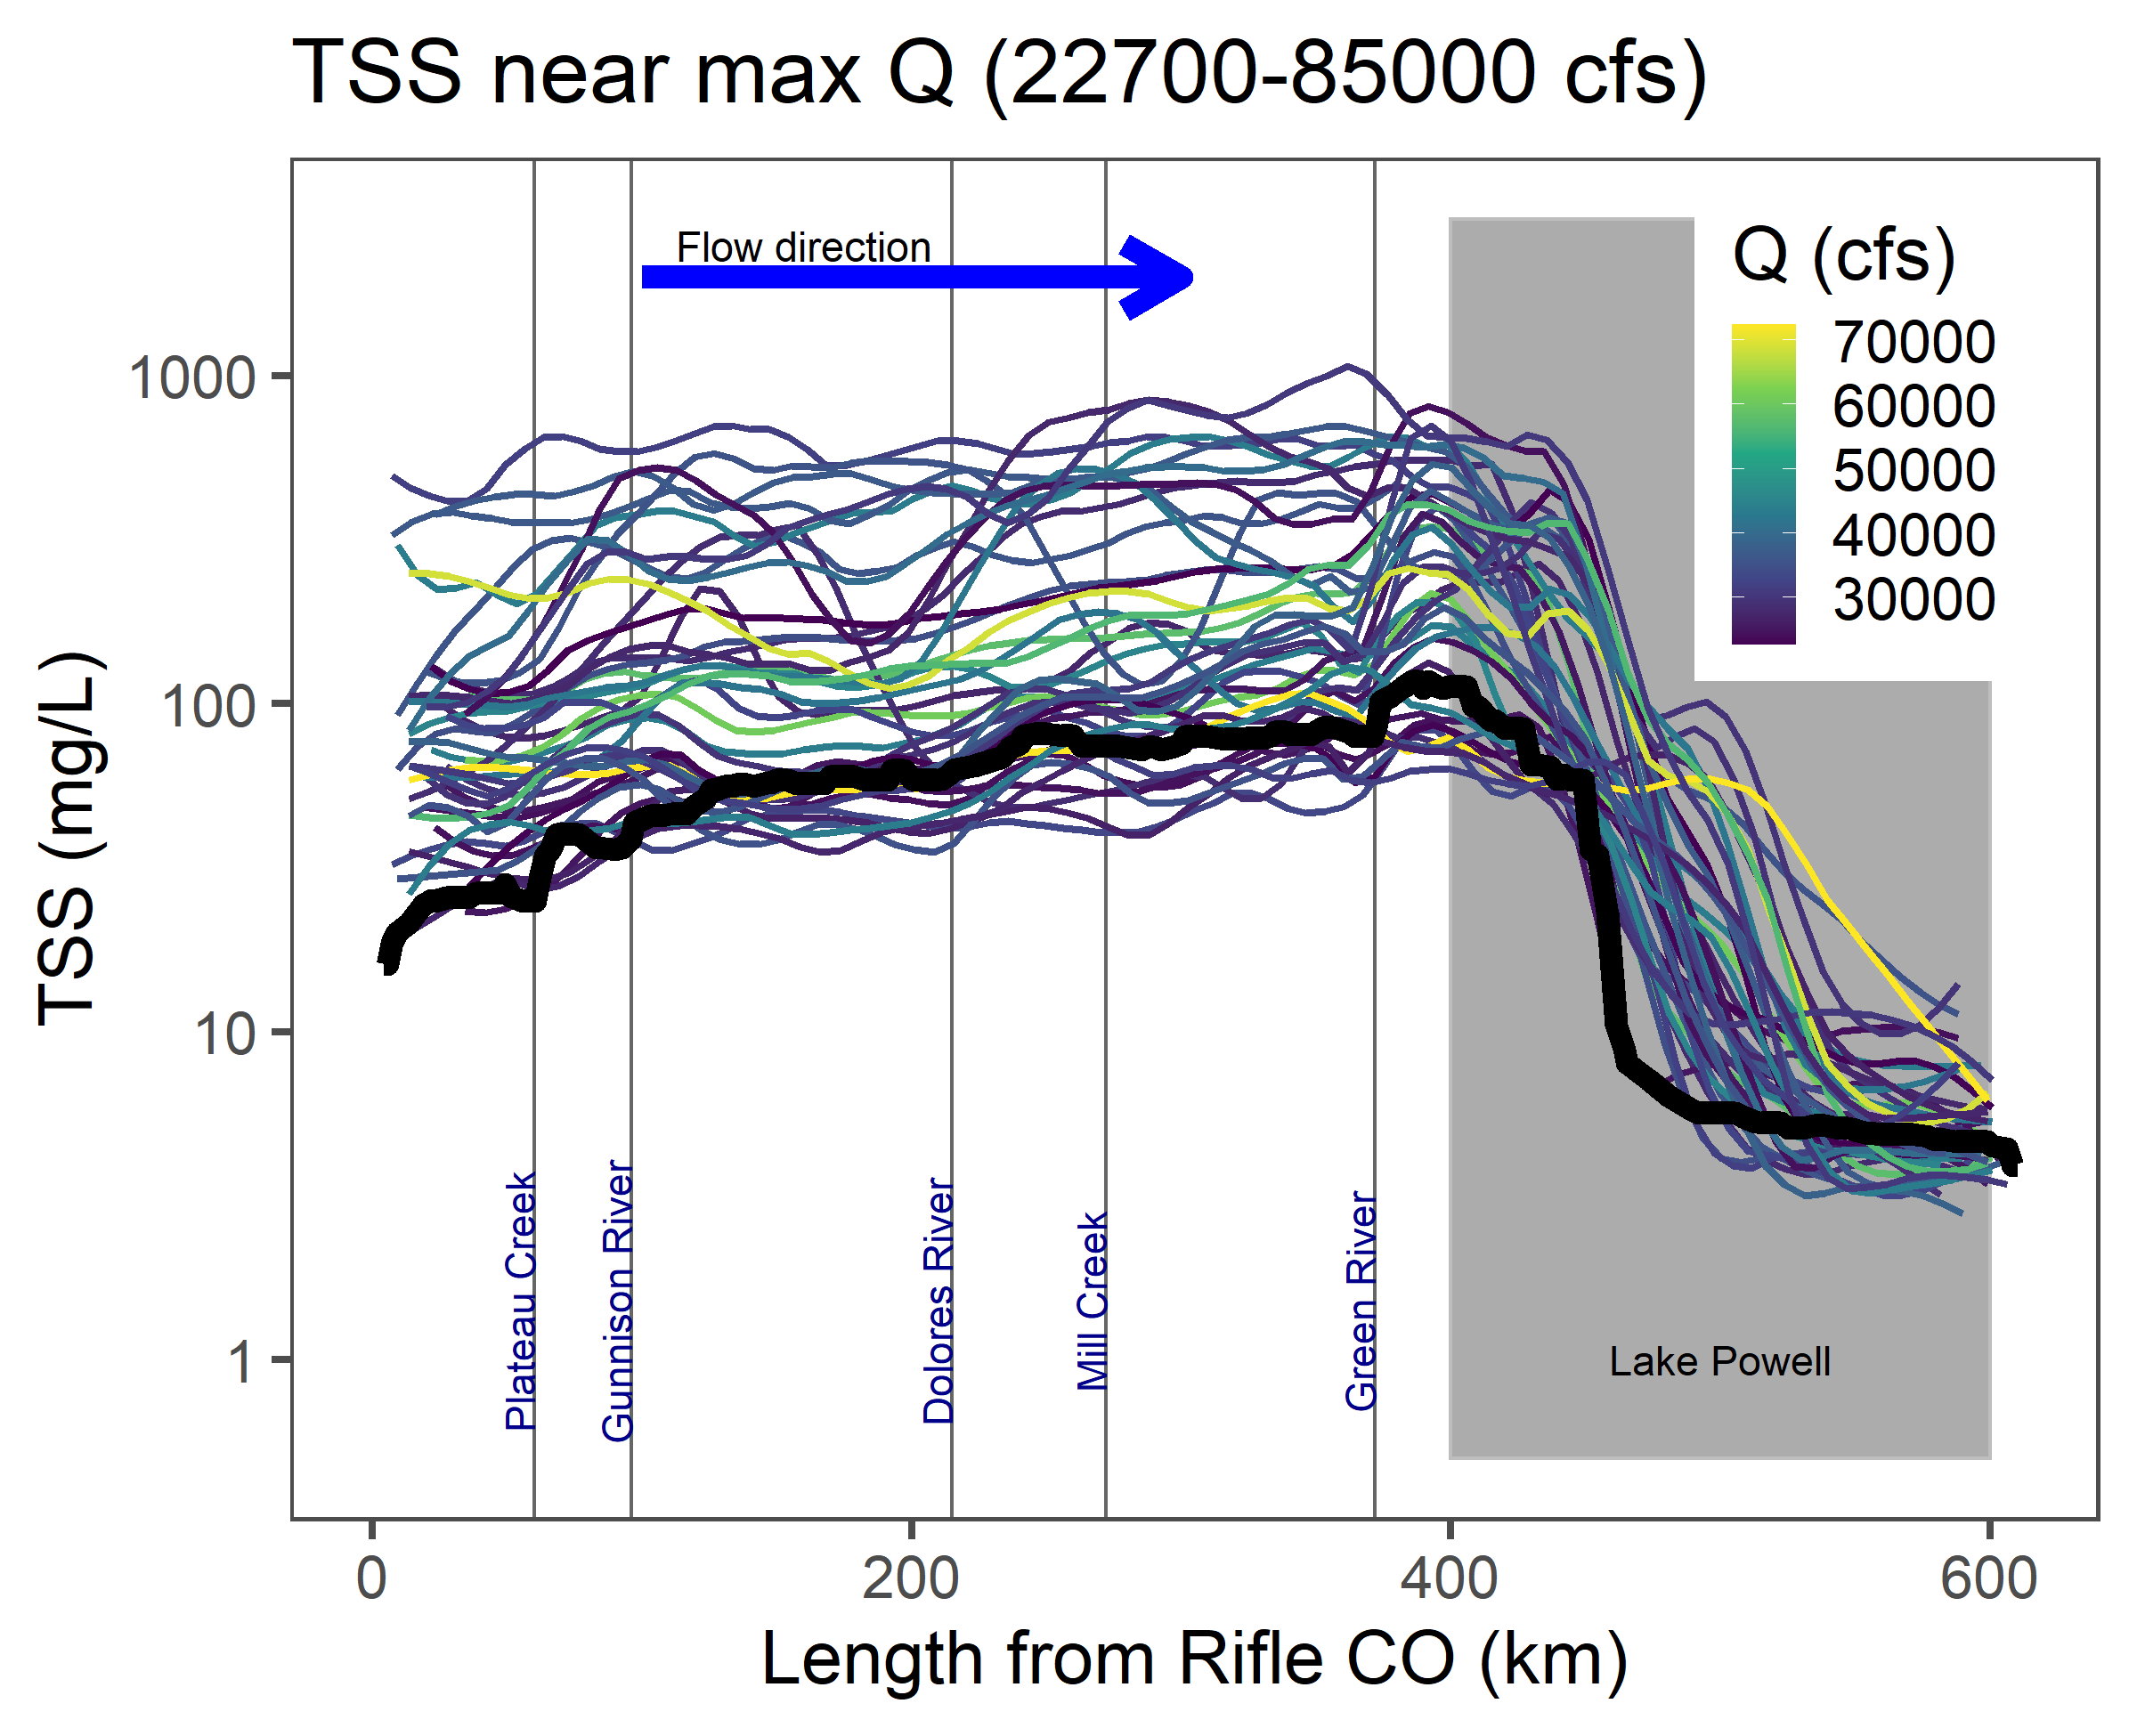 TSS near max Q (22700-85000 cfs)
Flow direction
Q (cfs)
70000
60000
50000
40000
30000
1000
100
10
1
TSS (mg/L)
Plateau Creek
Gunnison River
Dolores River
Mill Creek
Green River
Lake Powell
0
200
400
600
Length from Rifle CO (km)